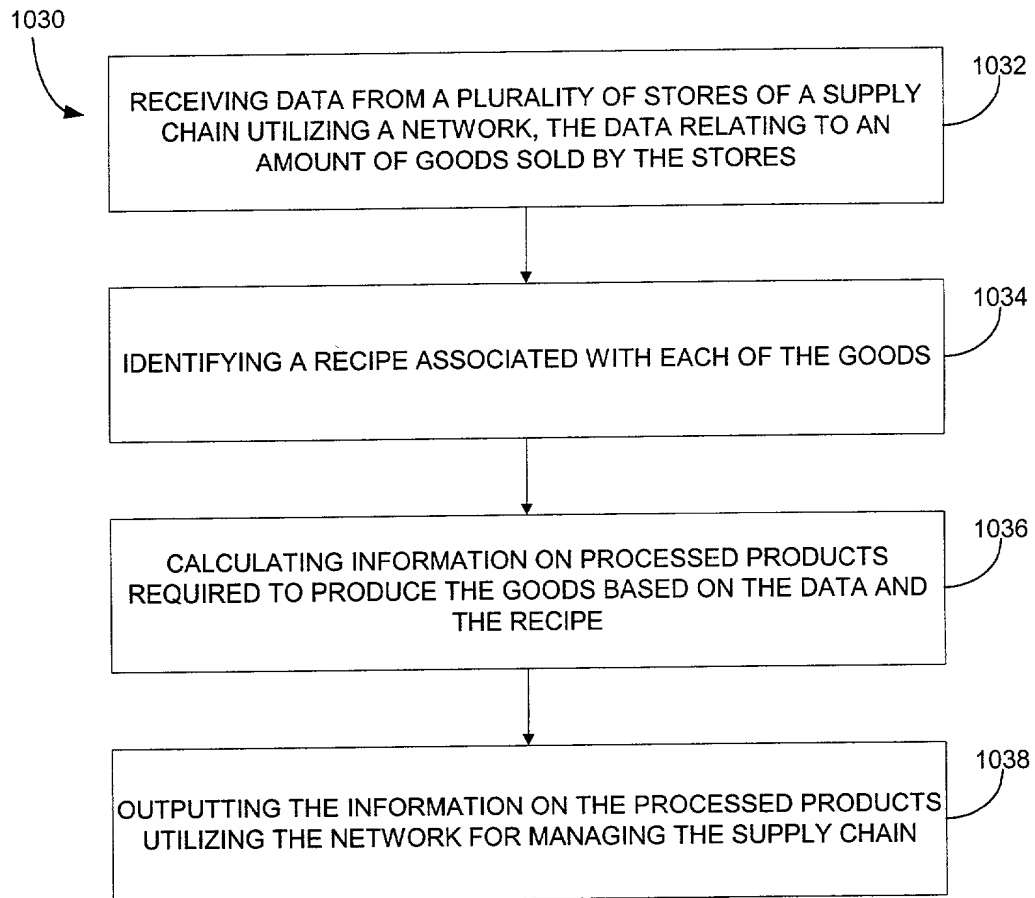 1030
1032
RECEIVING DATA FROM A PLURALITY OF STORES OF A SUPPLY
CHAIN UTILIZING A NETWORK, THE DATA RELATING TO AN
AMOUNT OF GOODS SOLD BY THE STORES
1034
IDENTIFYING A RECIPE ASSOCIATED WITH EACH OF THE GOODS
1036
CALCULATING INFORMATION ON PROCESSED PRODUCTS
REQUIRED TO PRODUCE THE GOODS BASED ON THE DATA AND
THE RECIPE
1038
OUTPUTTING THE INFORMATION ON THE PROCESSED PRODUCTS
UTILIZING THE NETWORK FOR MANAGING THE SUPPLY CHAIN